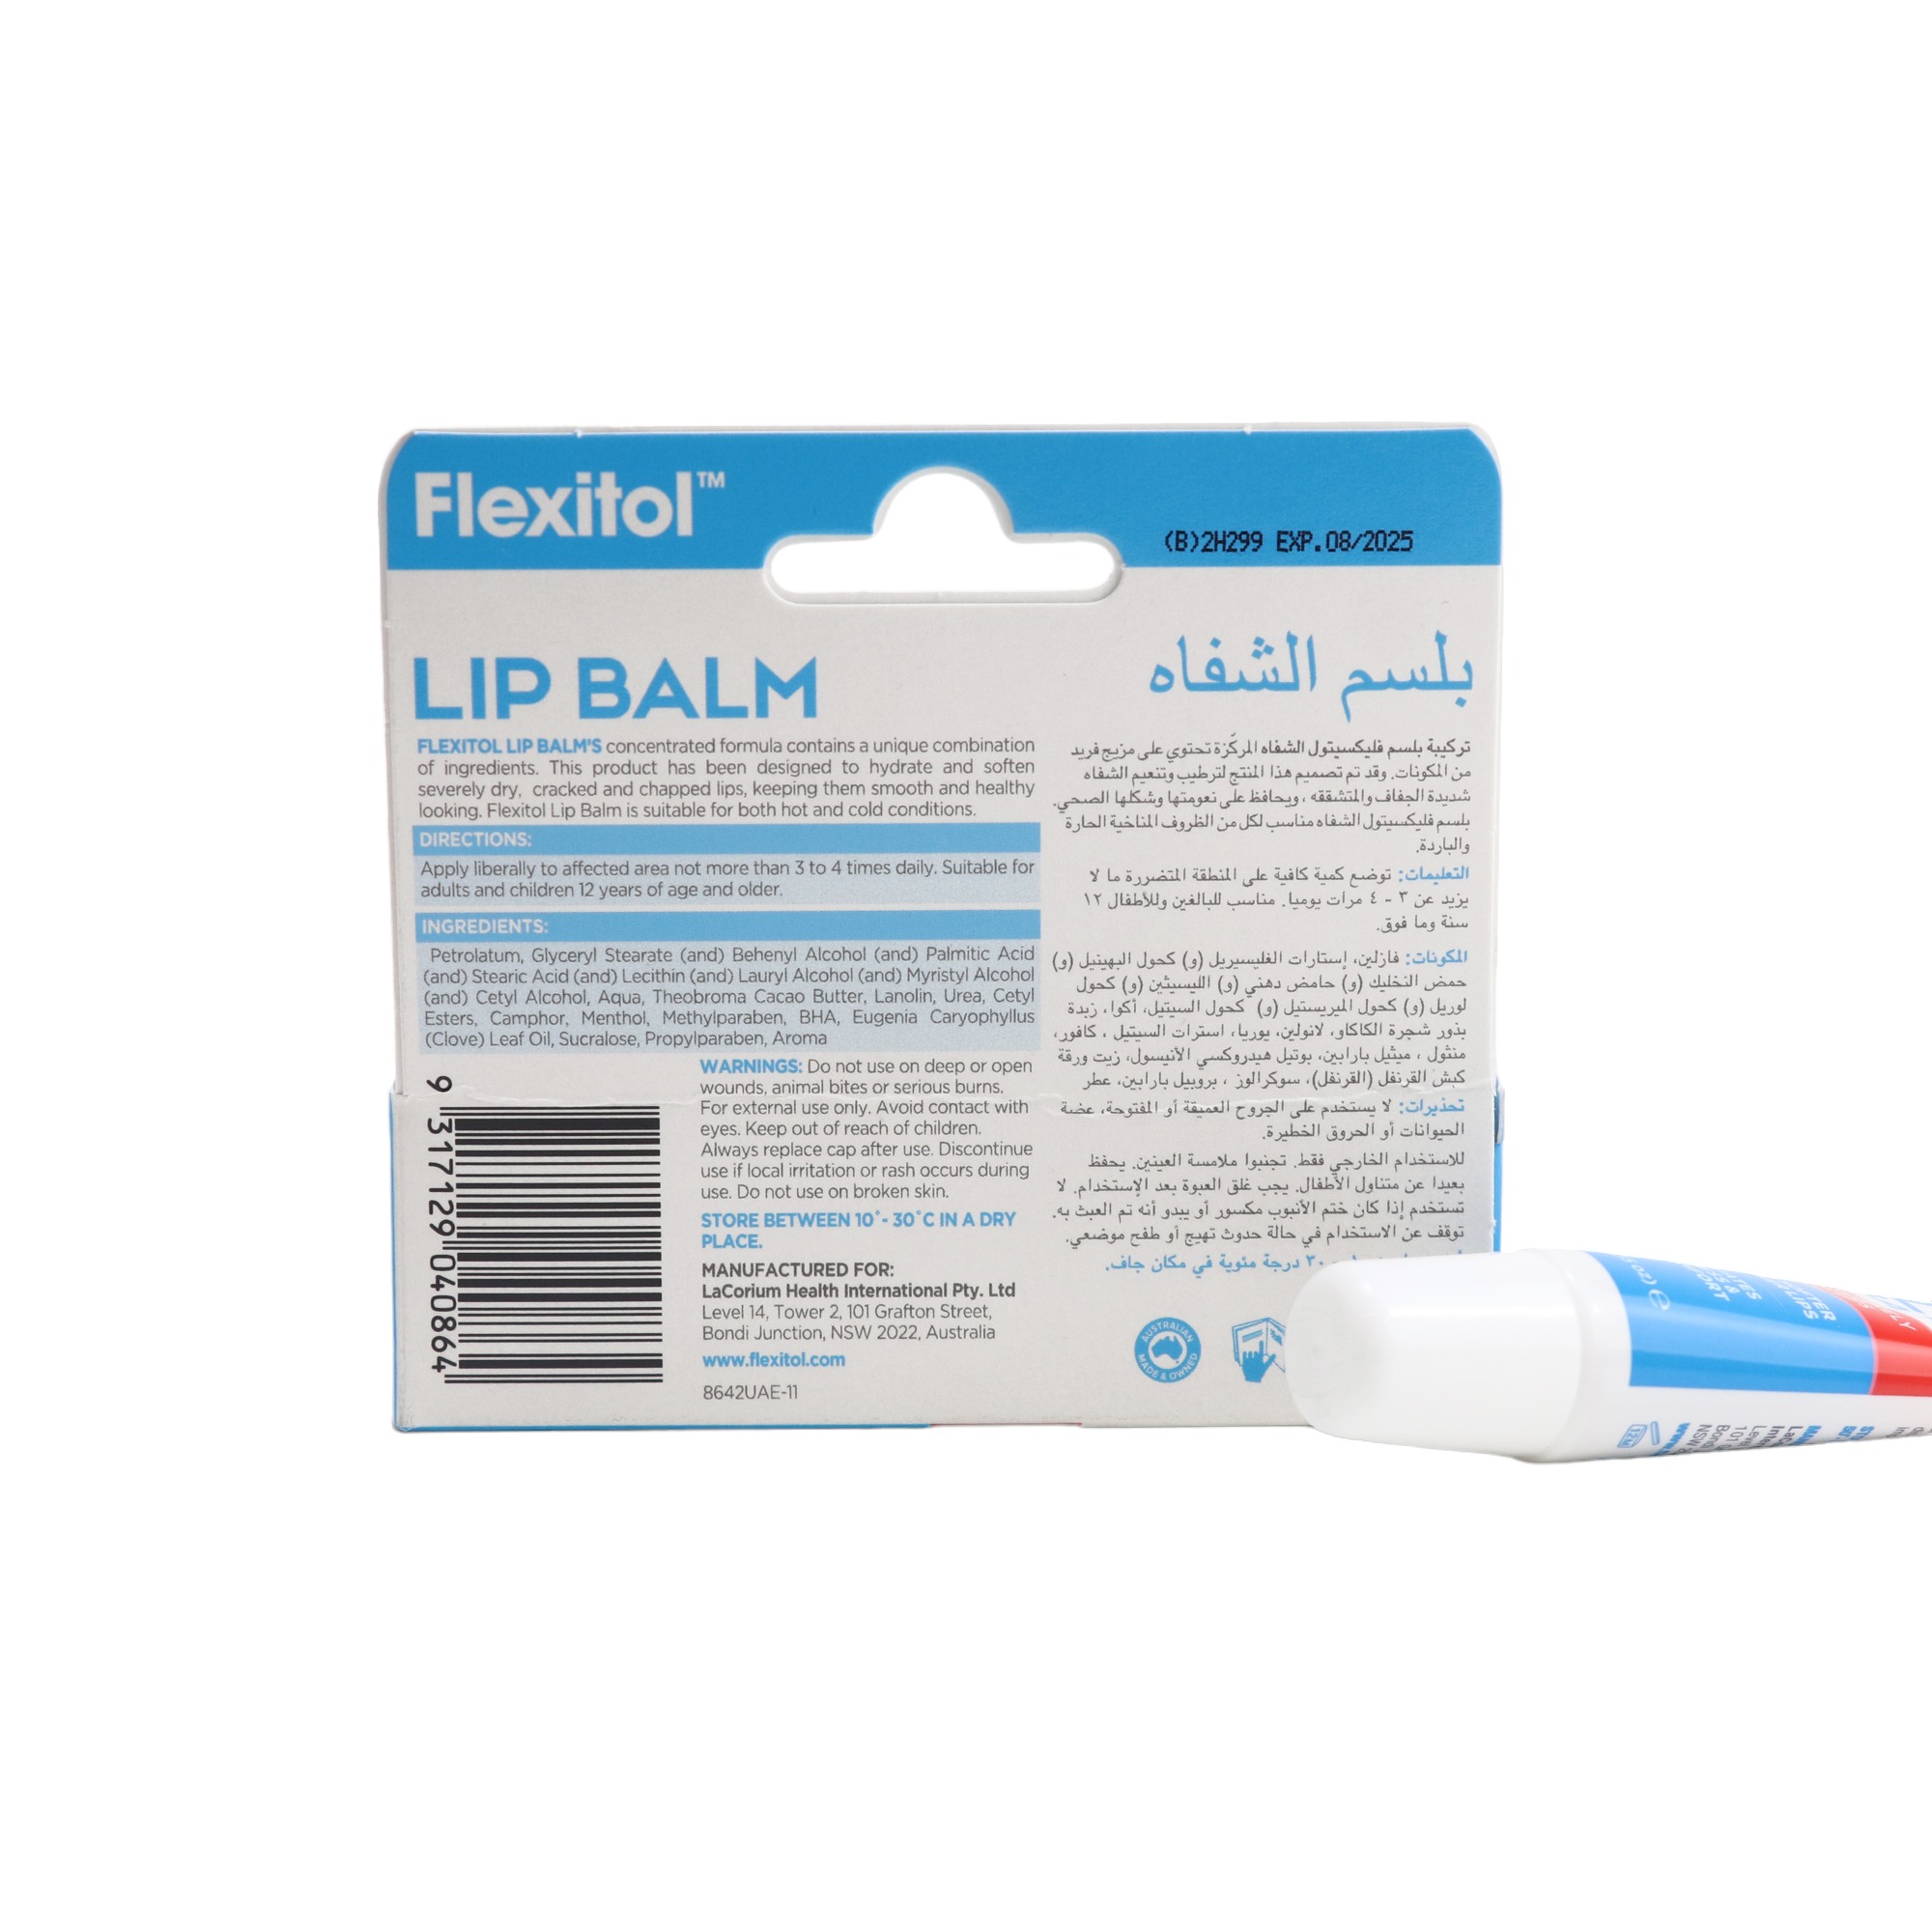 Flexitol™
(B)2H299 EXP.08/2025
LIP BALM
FLEXITOL LIP BALM'S concentrated formula contains a unique combination
of ingredients. This product has been designed to hydrate and soften
severely dry, cracked and chapped lips, keeping them smooth and healthy
looking. Flexitol Lip Balm is suitable for both hot and cold conditions.
DIRECTIONS:
Apply liberally to affected area not more than 3 to 4 times daily. Suitable for
adults and children 12 years of age and older.
INGREDIENTS:
Petrolatum, Glyceryl Stearate (and) Behenyl Alcohol (and) Palmitic Acid
(and) Stearic Acid (and) Lecithin (and) Lauryl Alcohol (and) Myristyl Alcohol
(and) Cetyl Alcohol, Aqua, Theobroma Cacao Butter, Lanolin, Urea, Cetyl
Esters, Camphor, Menthol, Methylparaben, BHA, Eugenia Caryophyllus
(Clove) Leaf Oil, Sucralose, Propylparaben, Aroma
WARNINGS: Do not use on deep or open
wounds, animal bites or serious burns.
For external use only. Avoid contact with
eyes. Keep out of reach of children.
Always replace cap after use. Discontinue
use if local irritation or rash occurs during
use. Do not use on broken skin.
STORE BETWEEN 10°- 30°C IN A DRY
PLACE.
MANUFACTURED FOR:
LaCorium Health International Pty. Ltd
Level 14, Tower 2, 101 Grafton Street,
Bondi Junction, NSW 2022, Australia
www.flexitol.com
8642UAE-11
9 317129 040864
بلسم الشفاه
تركيبة بلسم فليكسيتول الشفاه المركّزة تحتوي على مزيج فريد
من المكونات. وقد تم تصميم هذا المنتج لترطيب وتنعيم الشفاه
شديدة الجفاف والمتشققه ، ويحافظ على نعومتها وشكلها الصحي.
بلسم فليكسيتول الشفاه مناسب لكل من الظروف المناخية الحارة
والباردة.
التعليمات: توضع كمية كافية على المنطقة المتضررة ما لا
يزيد عن ٣ - ٤ مرات يوميا. مناسب للبالغين وللأطفال ١٢
سنة وما فوق.
المكونات: فازلين، إستارات الغليسيريل (و) كحول البهينيل (و)
حمض النخليك (و) حامض دهني (و) الليسيثين (و) كحول
لوريل (و) كحول الميريستيل (و) كحول السيتيل، أكوا، زبدة
بذور شجرة الكاكاو، لانولين، يوريا، استرات السيتيل ، كافور،
منثول ، ميثيل بارابين، بوتيل هيدروكسي الآنيسول، زيت ورقة
كبش القرنفل (القرنفل)، سوكرالوز ، بروبيل بارابين، عطر
تحذيرات: لا يستخدم على الجروح العميقة أو المفتوحة، عضة
الحيوانات أو الحروق الخطيرة.
للاستخدام الخارجي فقط. تجنبوا ملامسة العينين. يحفظ
بعيدا عن متناول الأطفال. يجب غلق العبوة بعد الإستخدام. لا
تستخدم إذا كان ختم الأنبوب مكسور أو يبدو أنه تم العبث به.
توقف عن الاستخدام في حالة حدوث تهيج أو طفح موضعي.
٣٠ درجة مئوية في مكان جاف.
AUSTRALIAN
MADE & OWNED
12M